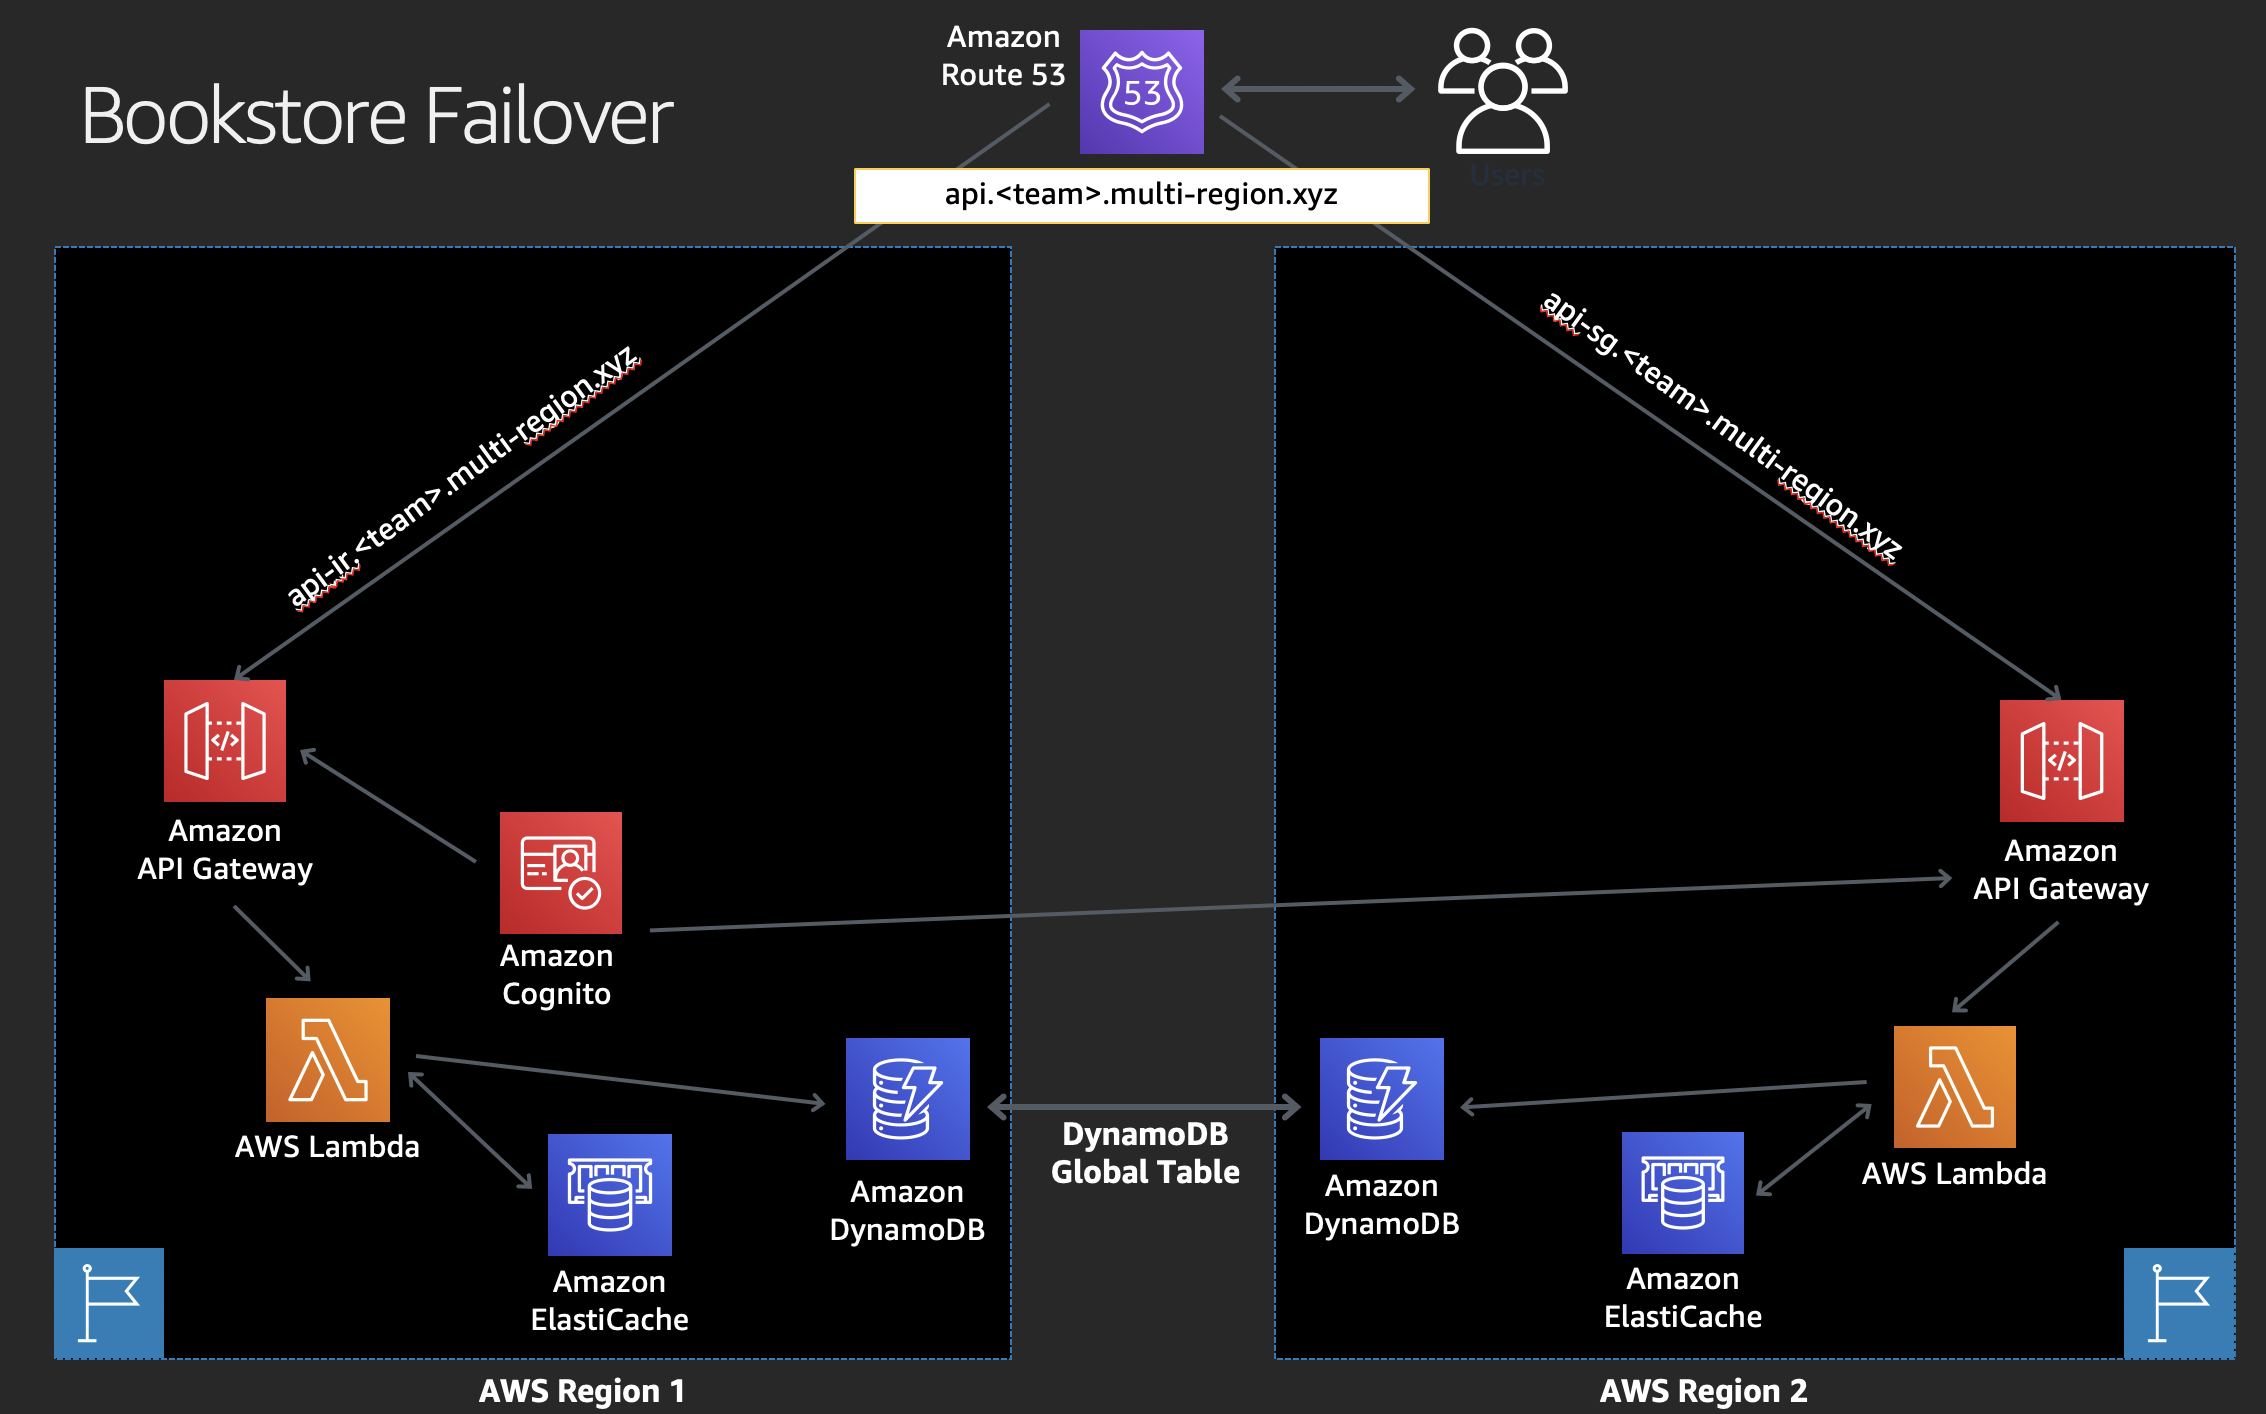 Bookstore Failover
Amazon
Route 53
53
Users
api.<team>.multi-region.xyz
api-ir.<team>.multi-region.xyz
api-sg.<team>.multi-region.xyz
</>
Amazon
API Gateway
</>
Amazon
API Gateway
Amazon
Cognito
AWS Lambda
Amazon
DynamoDB
DynamoDB
Global Table
Amazon
DynamoDB
AWS Lambda
Amazon
ElastiCache
Amazon
ElastiCache
AWS Region 1
AWS Region 2